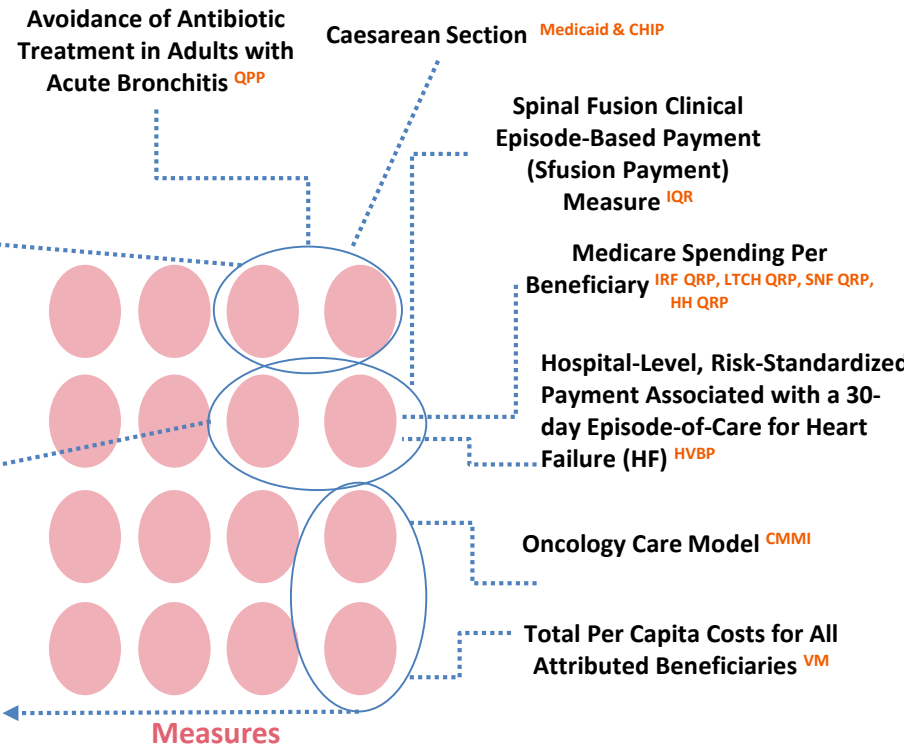 Avoidance of Antibiotic
Treatment in Adults with
Acute Bronchitis QPP
Caesarean Section Medicaid & CHIP
Spinal Fusion Clinical
Episode-Based Payment
(Sfusion Payment)
Measure IQR
Medicare Spending Per
Beneficiary IRF QRP, LTCH QRP, SNF QRP,
HH QRP
Hospital-Level, Risk-Standardized
Payment Associated with a 30-
day Episode-of-Care for Heart
Failure (HF) HVBP
Oncology Care Model CMMI
Total Per Capita Costs for All
Attributed Beneficiaries VM
Measures